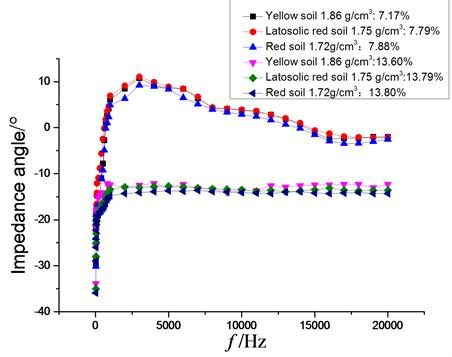 Yellow soil 1.86 g/cm³: 7.17%
Latosolic red soil 1.75 g/cm³: 7.79%
Red soil 1.72g/cm³：7.88%
Yellow soil 1.86 g/cm³:13.60%
Latosolic red soil 1.75 g/cm³:13.79%
Red soil 1.72g/cm³：13.80%
Impedance angle/°
10
0
-10
-20
-30
-40
0
5000
10000
15000
20000
f/Hz